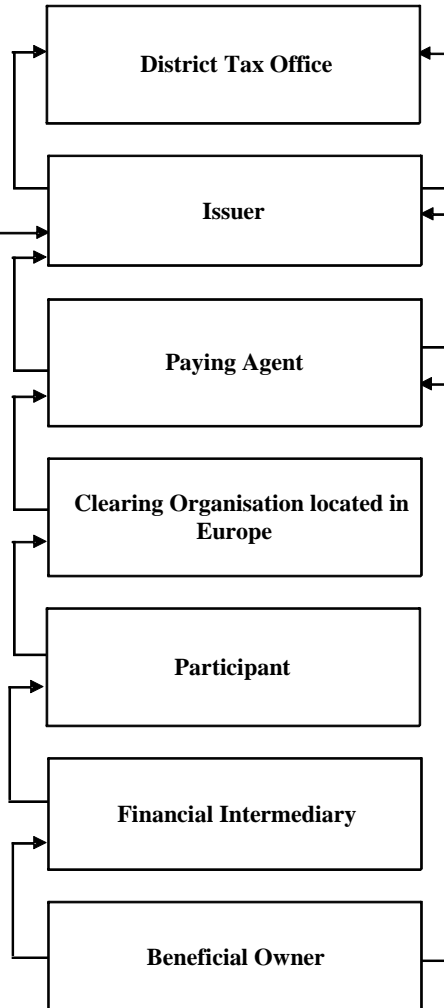 District Tax Office
Issuer
Paying Agent
Clearing Organisation located in
Europe
Participant
Financial Intermediary
Beneficial Owner